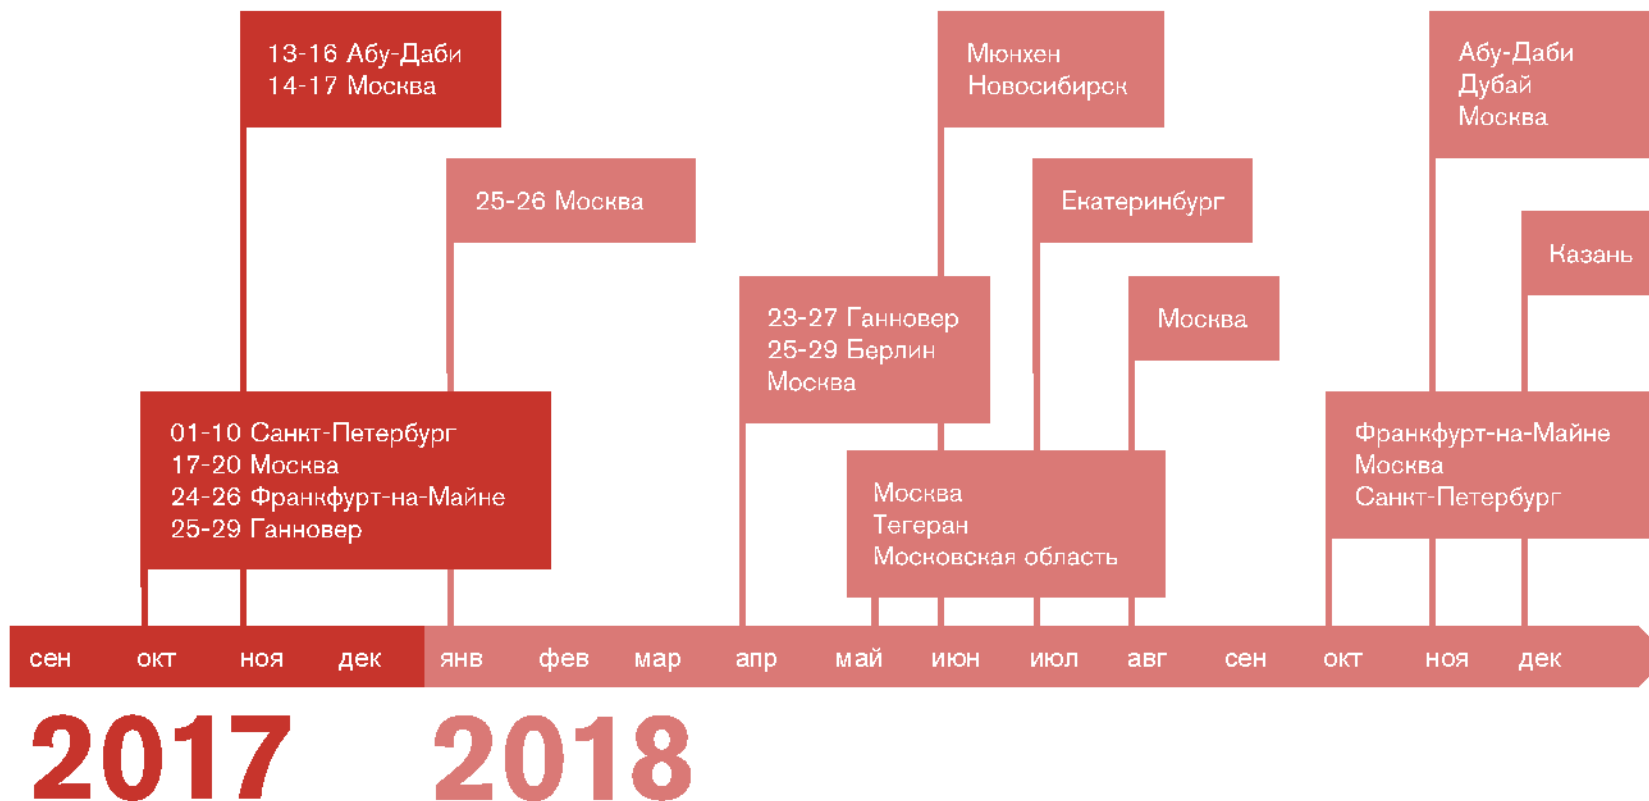 13-16 Абу-Даби
14-17 Москва
Мюнхен
Новосибирск
Абу-Даби
Дубай
Москва
25-26 Москва
Екатеринбург
Казань
23-27 Ганновер
25-29 Берлин
Москва
Москва
01-10 Санкт-Петербург
17-20 Москва
24-26 Франкфурт-на-Майне
25-29 Ганновер
Москва
Тегеран
Московская область
Франкфурт-на-Майне
Москва
Санкт-Петербург
сен окт ноя дек янв фев мар апр май июн июл авг сен окт ноя дек
2017 2018